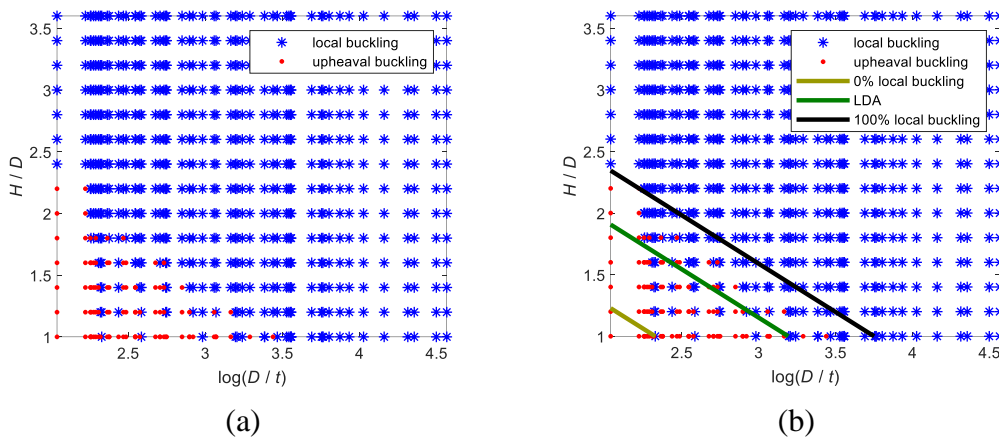 3.5
3
2.5
2
1.5
1
H / D
2.5
3
3.5
4
4.5
log(D / t)
local buckling
upheaval buckling
(a)
3.5
3
2.5
2
1.5
1
H / D
2.5
3
3.5
4
4.5
log(D / t)
local buckling
upheaval buckling
0% local buckling
LDA
100% local buckling
(b)